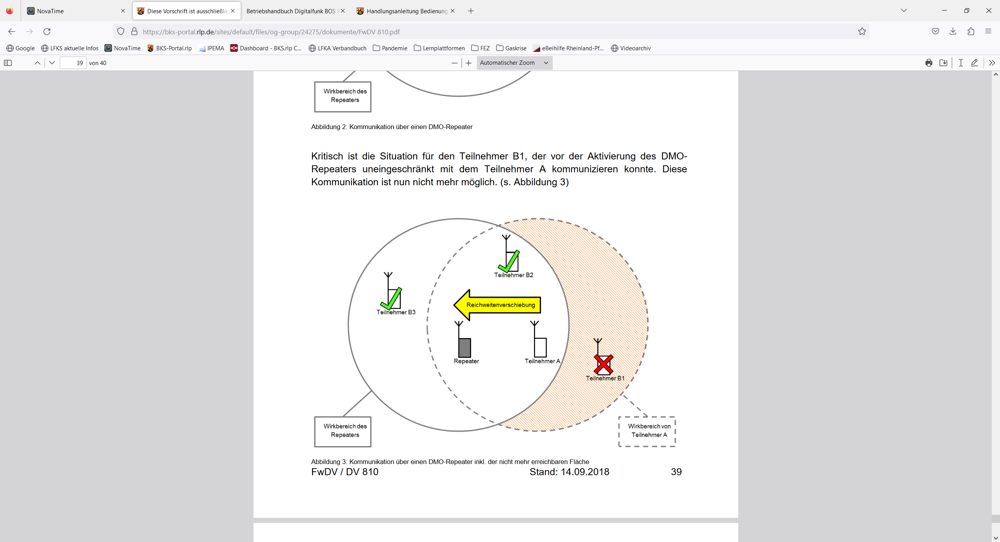 NovaTime
Diese Vorschrift ist ausschließlic
Betriebshandbuch Digitalfunk BOS
Handlungsanleitung Bedienung
https://bks-portal.rlp.de/sites/default/files/og-group/24275/dokumente/FwDV 810.pdf
Google
LFKS aktuelle Infos
NovaTime
BKS-Portal.rlp
IPEMA
Dashboard - BKS.rlp C...
LFKA Verbandbuch
Pandemie
Lernplattformen
FEZ
Gaskrise
eBeihilfe Rheinland-Pf...
Videoarchiv
39 von 40
Automatischer Zoom
Wirkbereich des
Repeaters
Abbildung 2: Kommunikation über einen DMO-Repeater
Kritisch ist die Situation für den Teilnehmer B1, der vor der Aktivierung des DMO-
Repeaters uneingeschränkt mit dem Teilnehmer A kommunizieren konnte. Diese
Kommunikation ist nun nicht mehr möglich. (s. Abbildung 3)
Teilnehmer B2
Teilnehmer B3
Reichweitenverschiebung
Repeater
Teilnehmer A
Teilnehmer B1
Wirkbereich des
Repeaters
Wirkbereich von
Teilnehmer A
Abbildung 3: Kommunikation über einen DMO-Repeater inkl. der nicht mehr erreichbaren Fläche
FwDV / DV 810 Stand: 14.09.2018 39